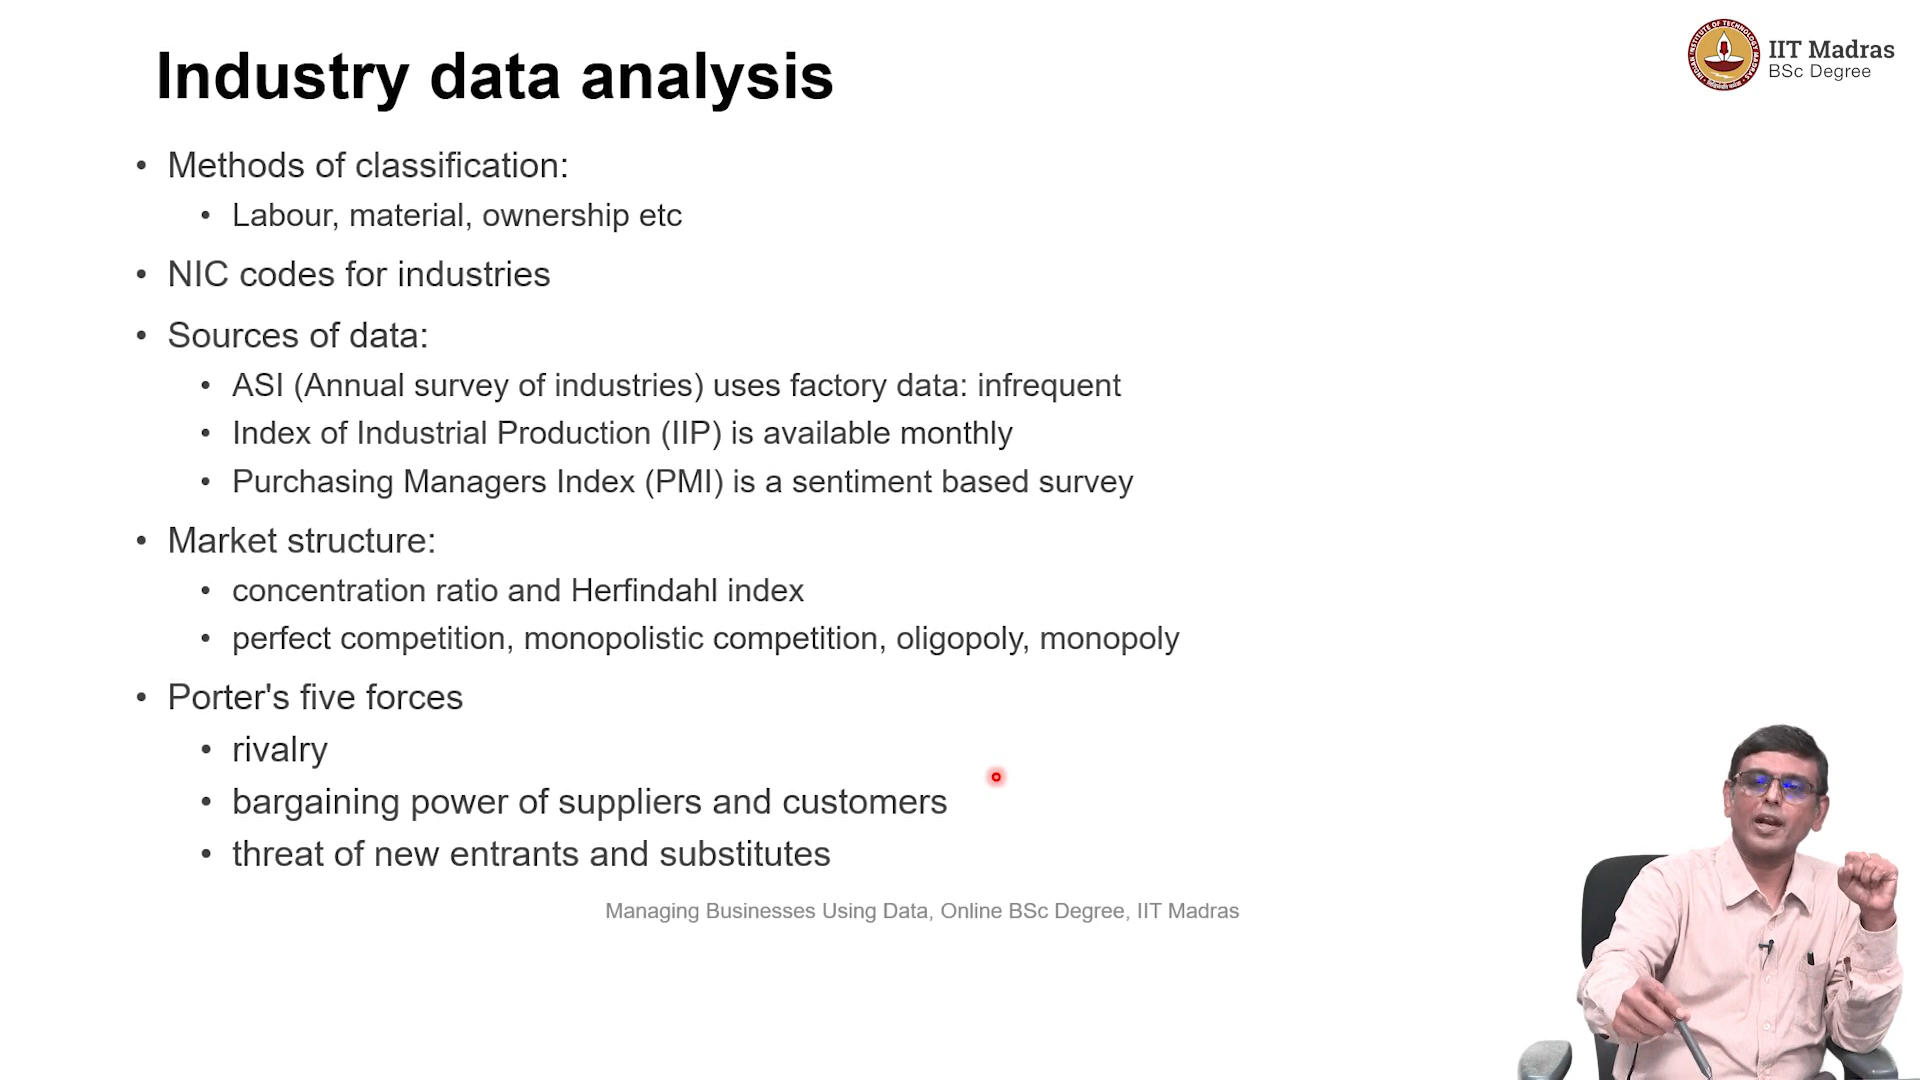 Industry data analysis
IIT Madras
BSc Degree
• Methods of classification:
• Labour, material, ownership etc
• NIC codes for industries
• Sources of data:
• ASI (Annual survey of industries) uses factory data: infrequent
• Index of Industrial Production (IIP) is available monthly
• Purchasing Managers Index (PMI) is a sentiment based survey
• Market structure:
• concentration ratio and Herfindahl index
• perfect competition, monopolistic competition, oligopoly, monopoly
• Porter's five forces
• rivalry
• bargaining power of suppliers and customers
• threat of new entrants and substitutes
Managing Businesses Using Data, Online BSc Degree, IIT Madras